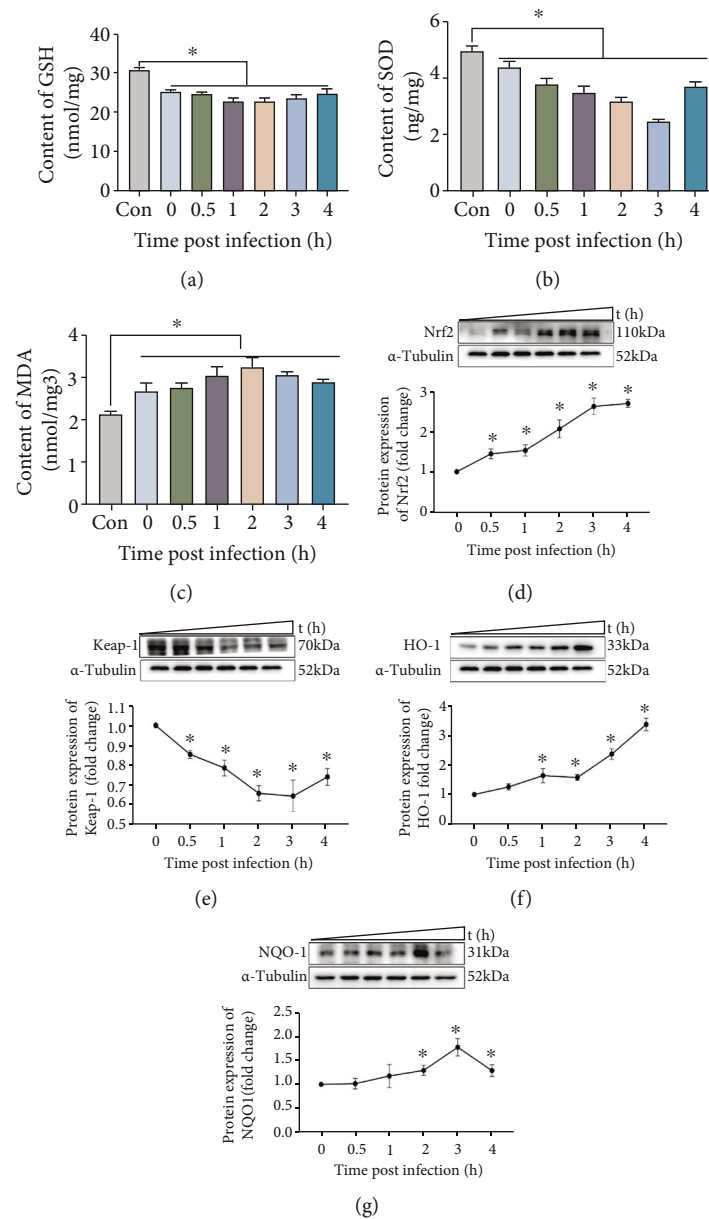 Content of GSH
(nmol/mg)
40
30
20
10
0
*
Con 0 0.5 1 2 3 4
Time post infection (h)
(a)
Content of SOD
(ng/mg)
6
4
2
0
*
Con 0 0.5 1 2 3 4
Time post infection (h)
(b)
Content of MDA
(nmol/mg3)
4
3
2
1
0
*
Con 0 0.5 1 2 3 4
Time post infection (h)
(c)
t (h)
Nrf2 110kDa
α-Tubulin 52kDa
Protein expression
of Nrf2 (fold change)
3
2
1
0
* * * * *
0 0.5 1 2 3 4
Time post infection (h)
(d)
t (h)
Keap-1 70kDa
α-Tubulin 52kDa
Protein expression of
Keap-1 (fold change)
1.1
1.0
0.9
0.8
0.7
0.6
0.5
* * * * *
0 0.5 1 2 3 4
Time post infection (h)
(e)
t (h)
HO-1 33kDa
α-Tubulin 52kDa
Protein expression of
HO-1 fold change)
4
3
2
1
0
* * * *
0 0.5 1 2 3 4
Time post infection (h)
(f)
t (h)
NQO-1 31kDa
α-Tubulin 52kDa
Protein expression of
NQO1(fold change)
2.5
2.0
1.5
1.0
0.5
0.0
* * *
0 0.5 1 2 3 4
Time post infection (h)
(g)